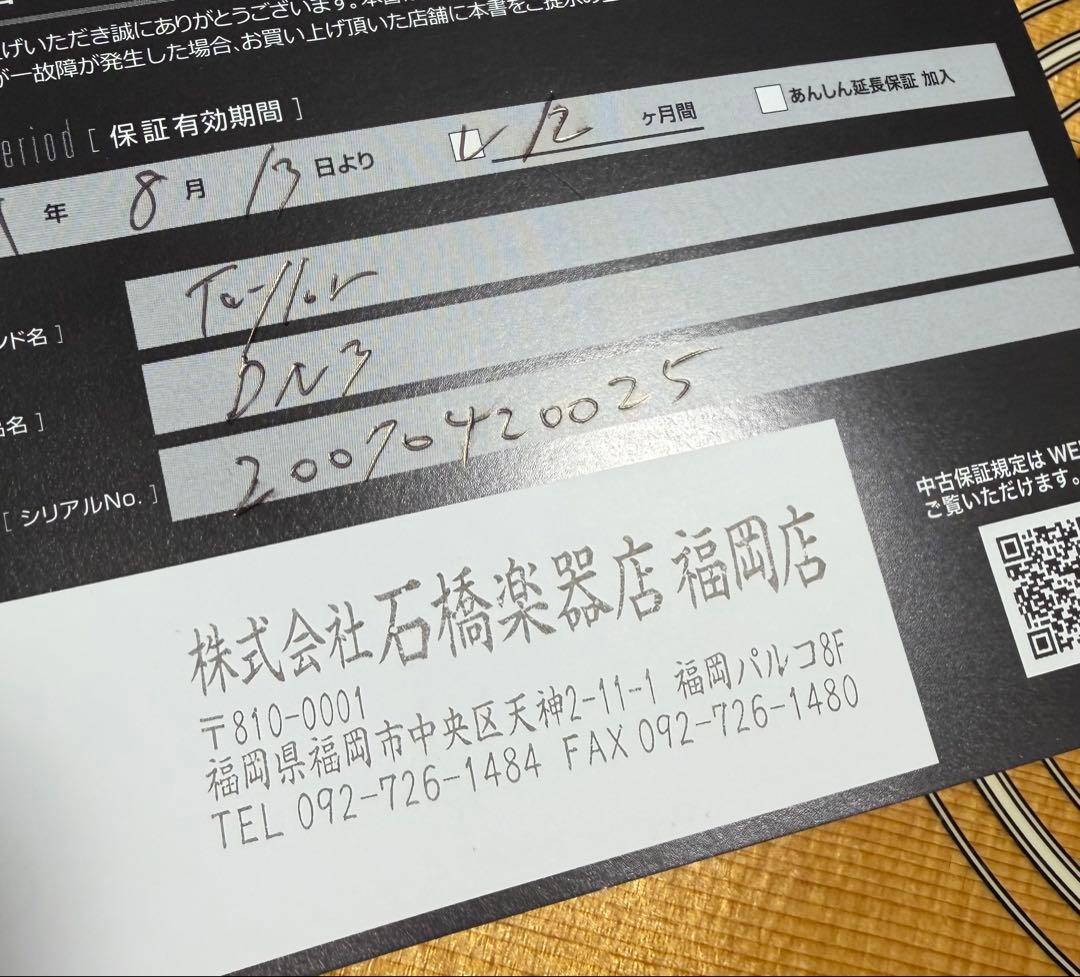 げいただき誠にありがとうございます。本書
が一故障が発生した場合、お買い上げ頂いた店舗に本書をご提示の上
eriod [ 保証有効期間 ]
年 8 月 13 日より レ 12 ヶ月間 あんしん延長保証 加入
ンド名 ] Taylor
名 ] DN3
[ シリアルNo. ] 20070420025
中古保証規定は WE
ご覧いただけます。
株式会社 石橋楽器店 福岡店
〒810-0001
福岡県福岡市中央区天神2-11-1 福岡パルコ8F
TEL 092-726-1484 FAX 092-726-1480